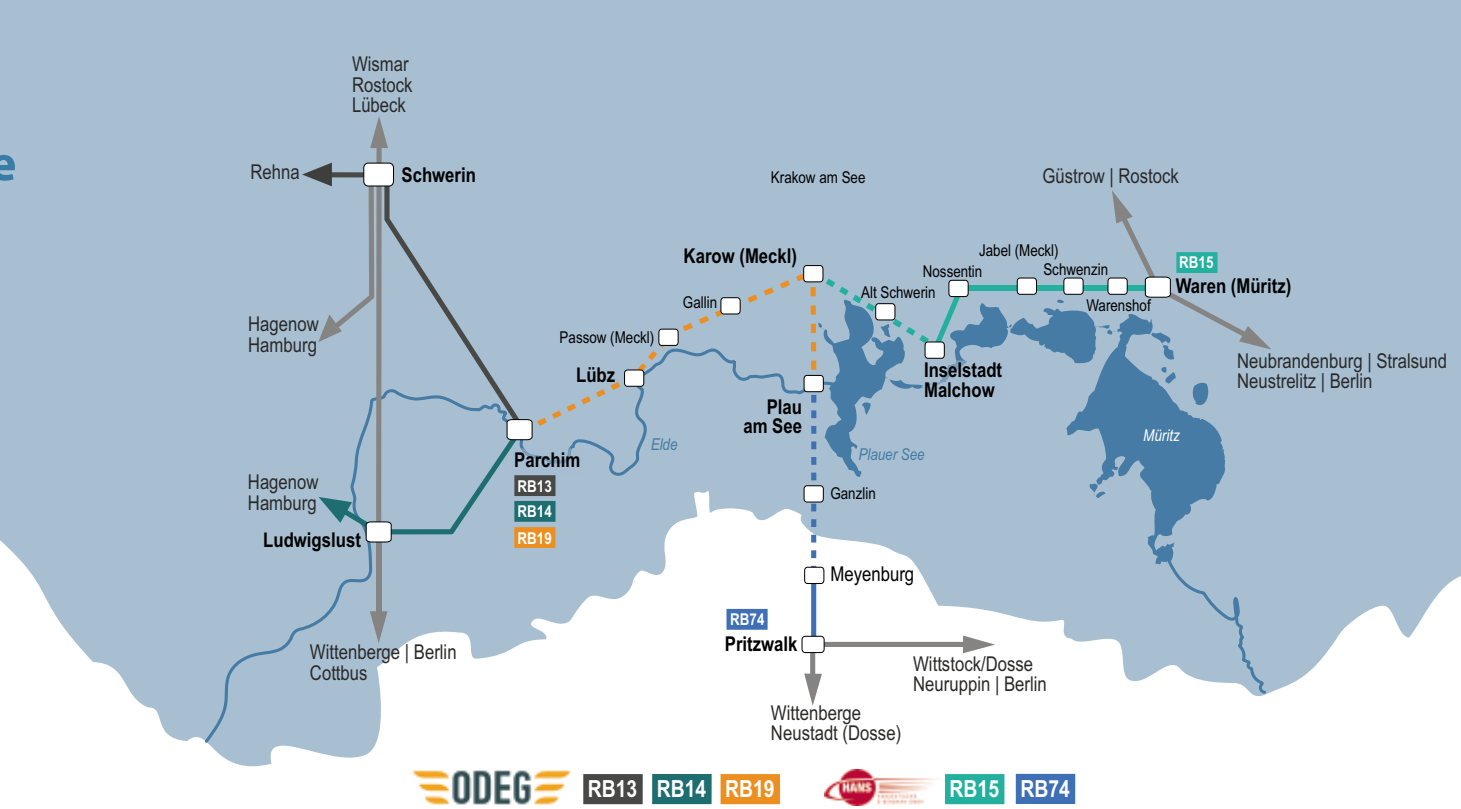 Wismar
Rostock
Lübeck
e
Rehna
Schwerin
Krakow am See
Güstrow | Rostock
Karow (Meckl)
Jabel (Meckl)
RB15
Nossentin
Schwenzin
Waren (Müritz)
Alt Schwerin
Gallin
Warenshof
Hagenow
Hamburg
Passow (Meckl)
Neubrandenburg | Stralsund
Neustrelitz | Berlin
Lübz
Inselstadt
Malchow
Plau
am See
Elde
Müritz
Plauer See
Parchim
RB13
RB14
RB19
Hagenow
Hamburg
Ganzlin
Ludwigslust
Meyenburg
RB74
Pritzwalk
Wittenberge | Berlin
Cottbus
Wittstock/Dosse
Neuruppin | Berlin
Wittenberge
Neustadt (Dosse)
ODEG RB13 RB14 RB19 HANS RB15 RB74